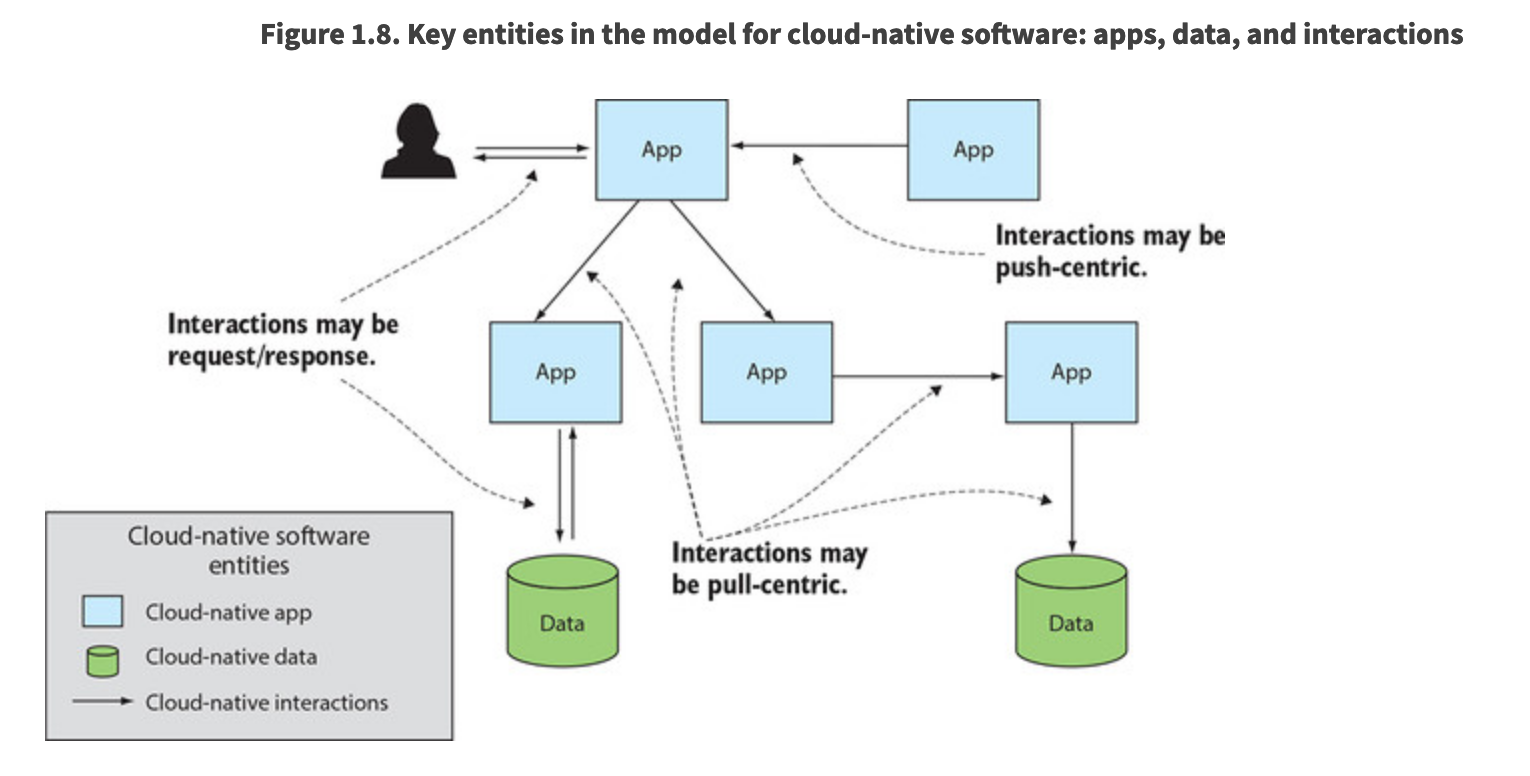 Figure 1.8. Key entities in the model for cloud-native software: apps, data, and interactions
App
App
Interactions may be
push-centric.
Interactions may be
request/response.
App
App
App
Interactions may
be pull-centric.
Data
Data
Cloud-native software
entities
Cloud-native app
Cloud-native data
Cloud-native interactions